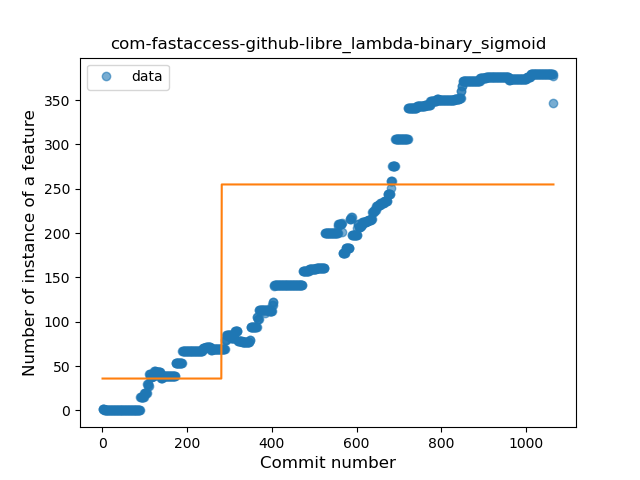 com-fastaccess-github-libre_lambda-binary_sigmoid
data
Number of instance of a feature
350
300
250
200
150
100
50
0
0 200 400 600 800 1000
Commit number